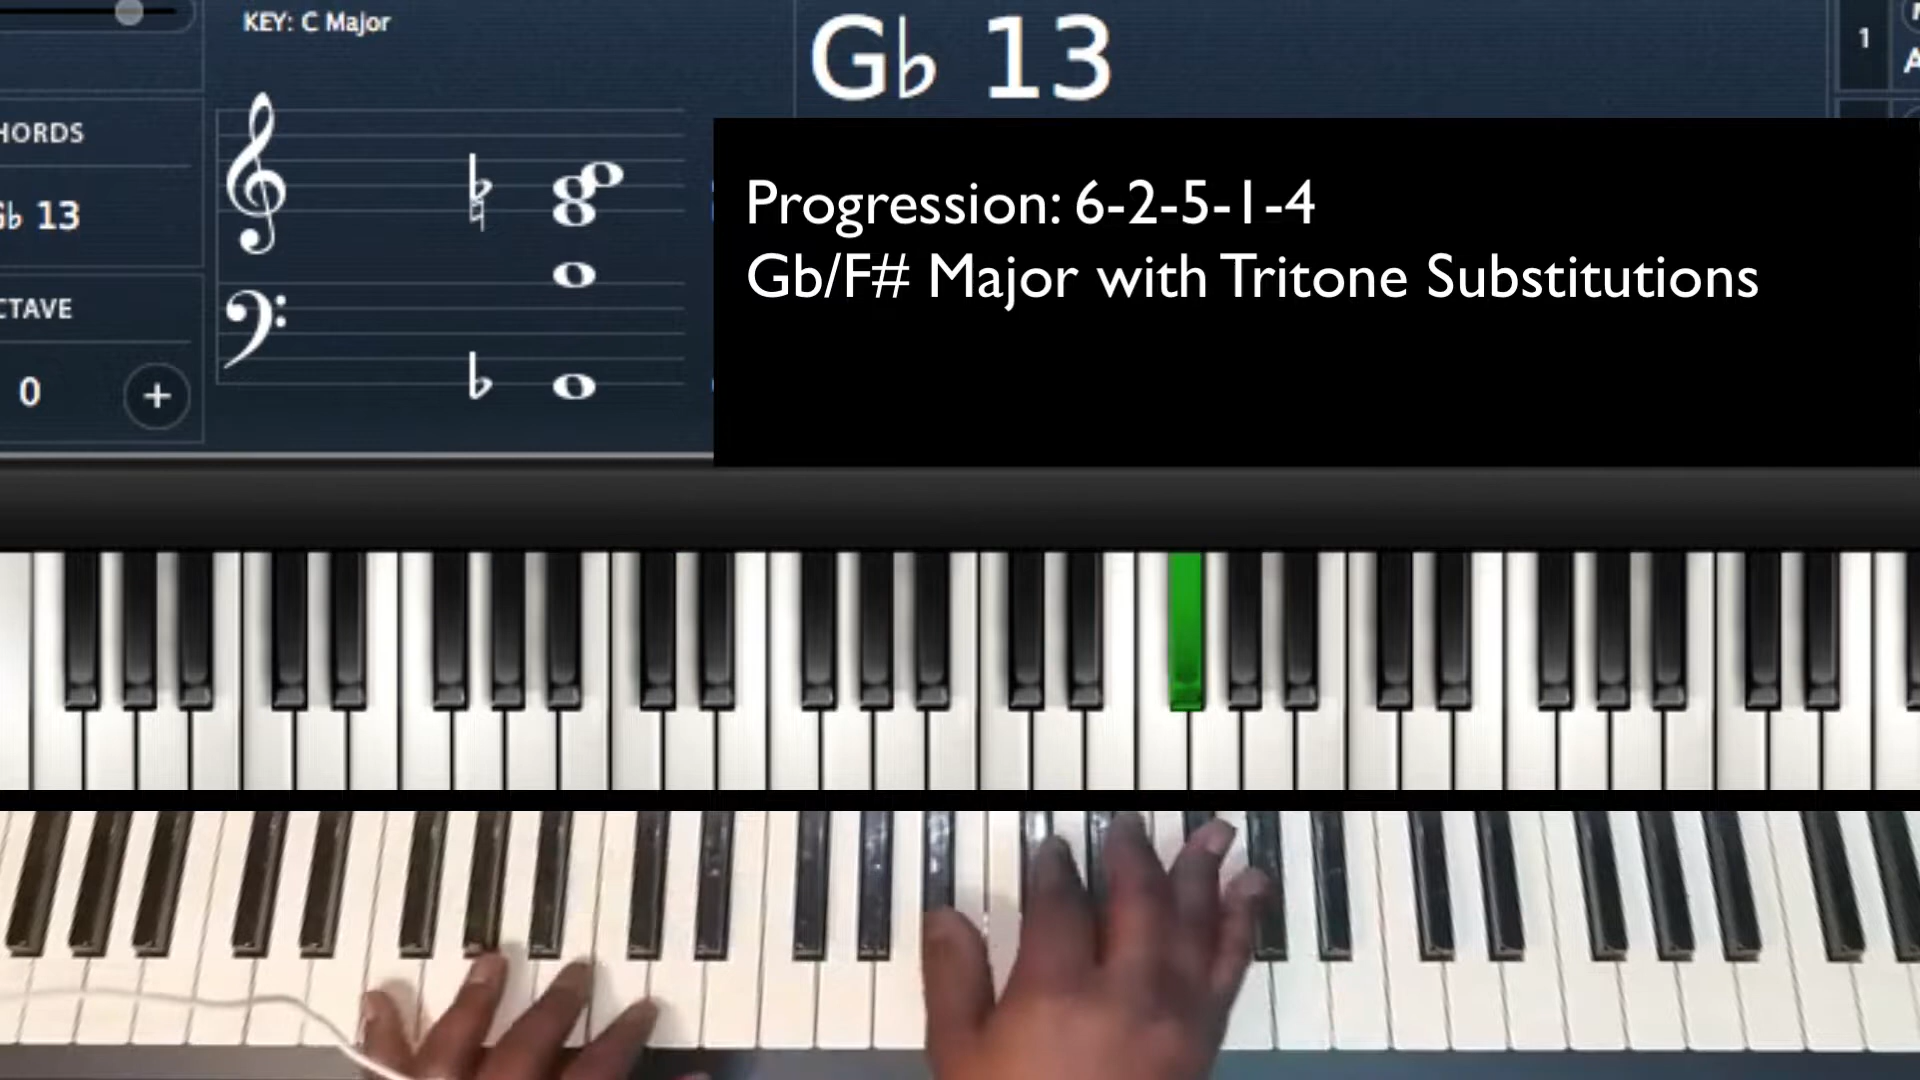 KEY: C Major
G♭ 13
1
HORDS
G♭ 13
CTAVE
0
+
Progression: 6-2-5-1-4
Gb/F# Major with Tritone Substitutions